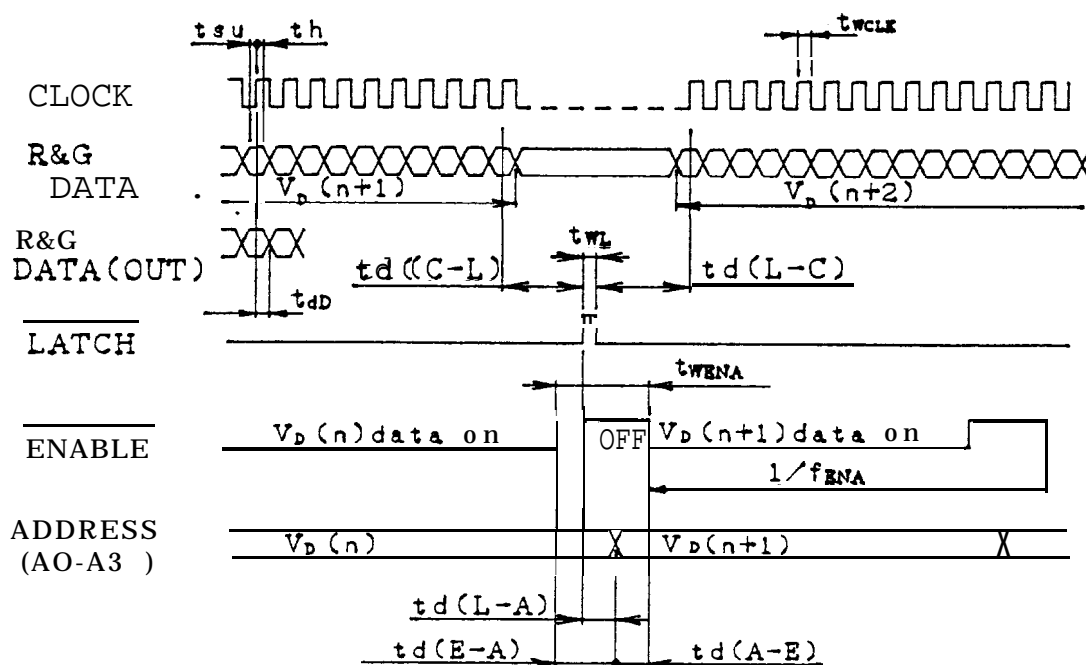 tsu th tWCLK
CLOCK
R&G
DATA
VD(n+1) VD(n+2)
R&G
DATA(OUT)
tWL
td((C-L) td(L-C)
tdD
LATCH
tWENA
ENABLE
VD(n)data on OFF VD(n+1)data on
1/fENA
ADDRESS
(AO-A3 )
VD(n) VD(n+1)
td(L-A)
td(E-A) td(A-E)